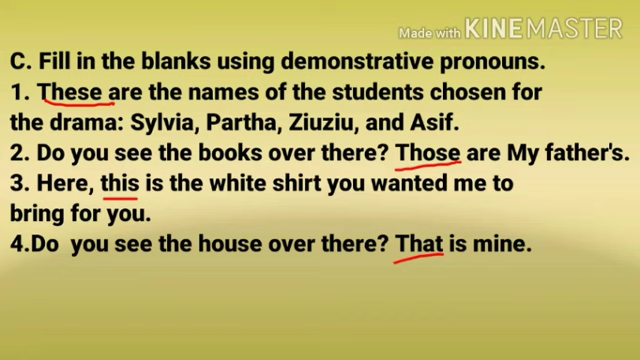 Made with KINEMASTER
C. Fill in the blanks using demonstrative pronouns.
1. These are the names of the students chosen for
the drama: Sylvia, Partha, Ziuziu, and Asif.
2. Do you see the books over there? Those are My father's.
3. Here, this is the white shirt you wanted me to
bring for you.
4.Do you see the house over there? That is mine.